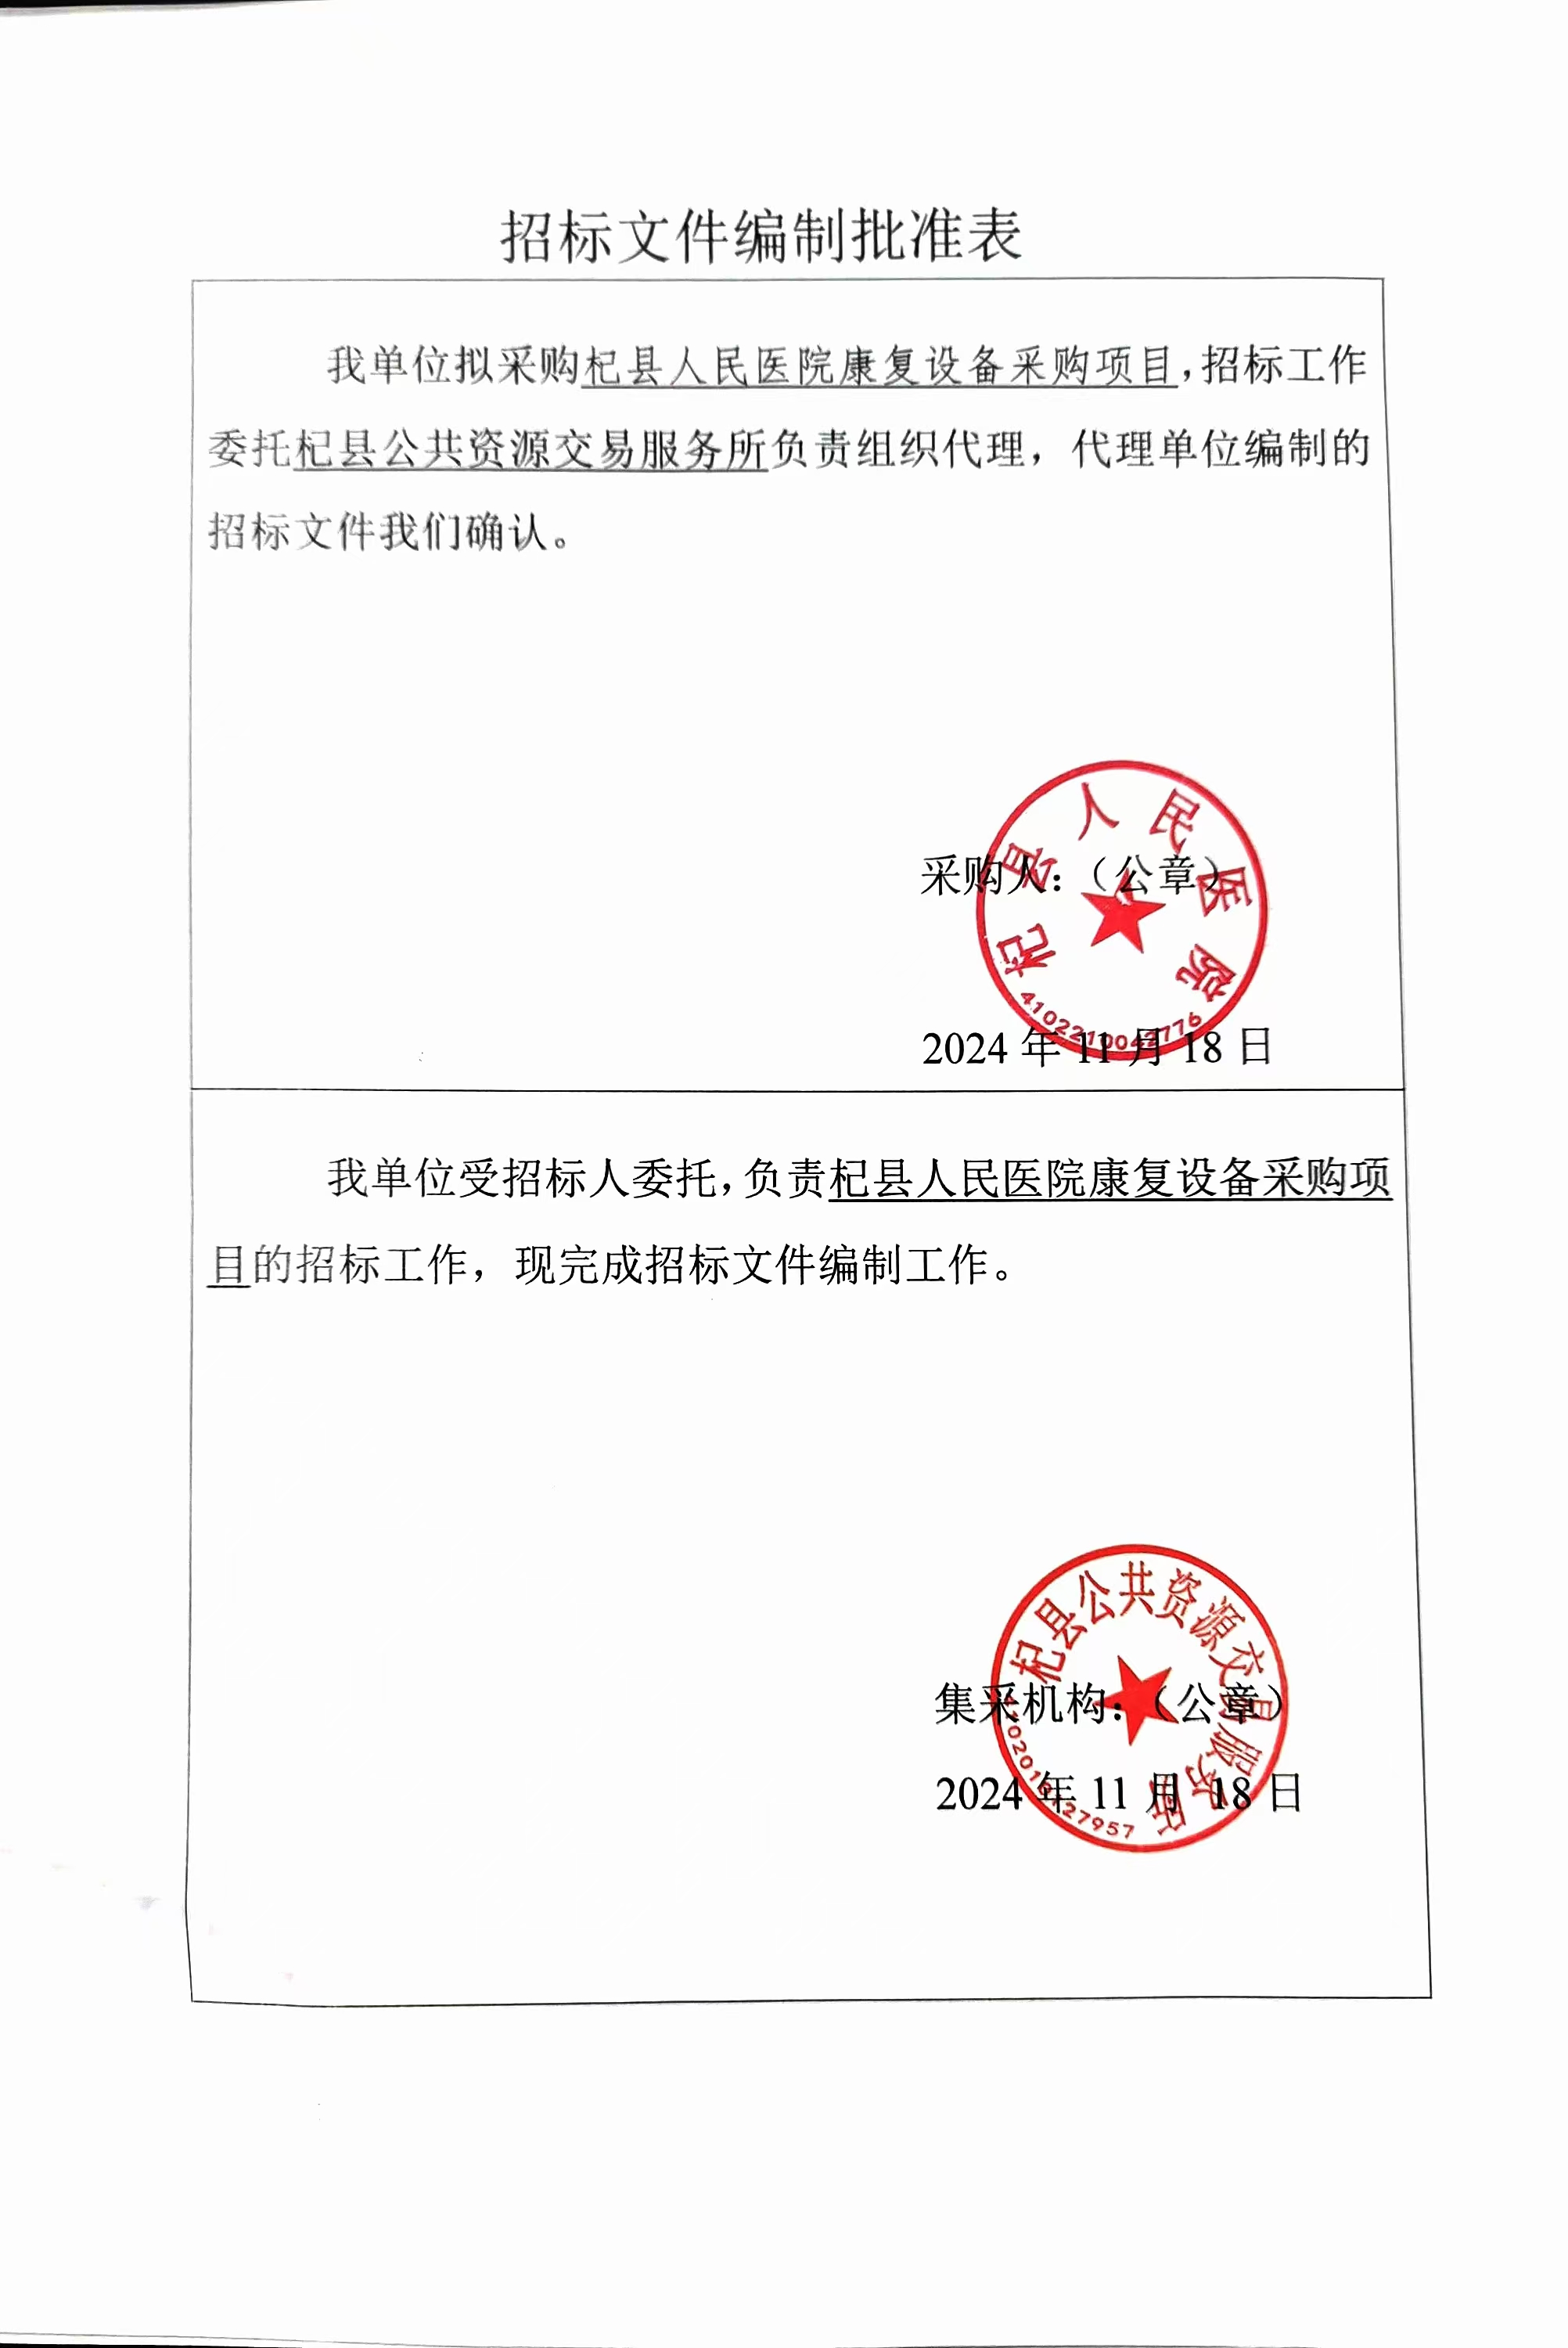 招标文件编制批准表
我单位拟采购杞县人民医院康复设备采购项目,招标工作
委托杞县公共资源交易服务所负责组织代理，代理单位编制的
招标文件我们确认。
采购人：（公章）
杞县人民医院
4102210042776
2024 年 11 月 18 日
我单位受招标人委托,负责杞县人民医院康复设备采购项
目的招标工作，现完成招标文件编制工作。
杞县公共资源交易服务所
集采机构：（公章）
2024 年 11 月 18 日